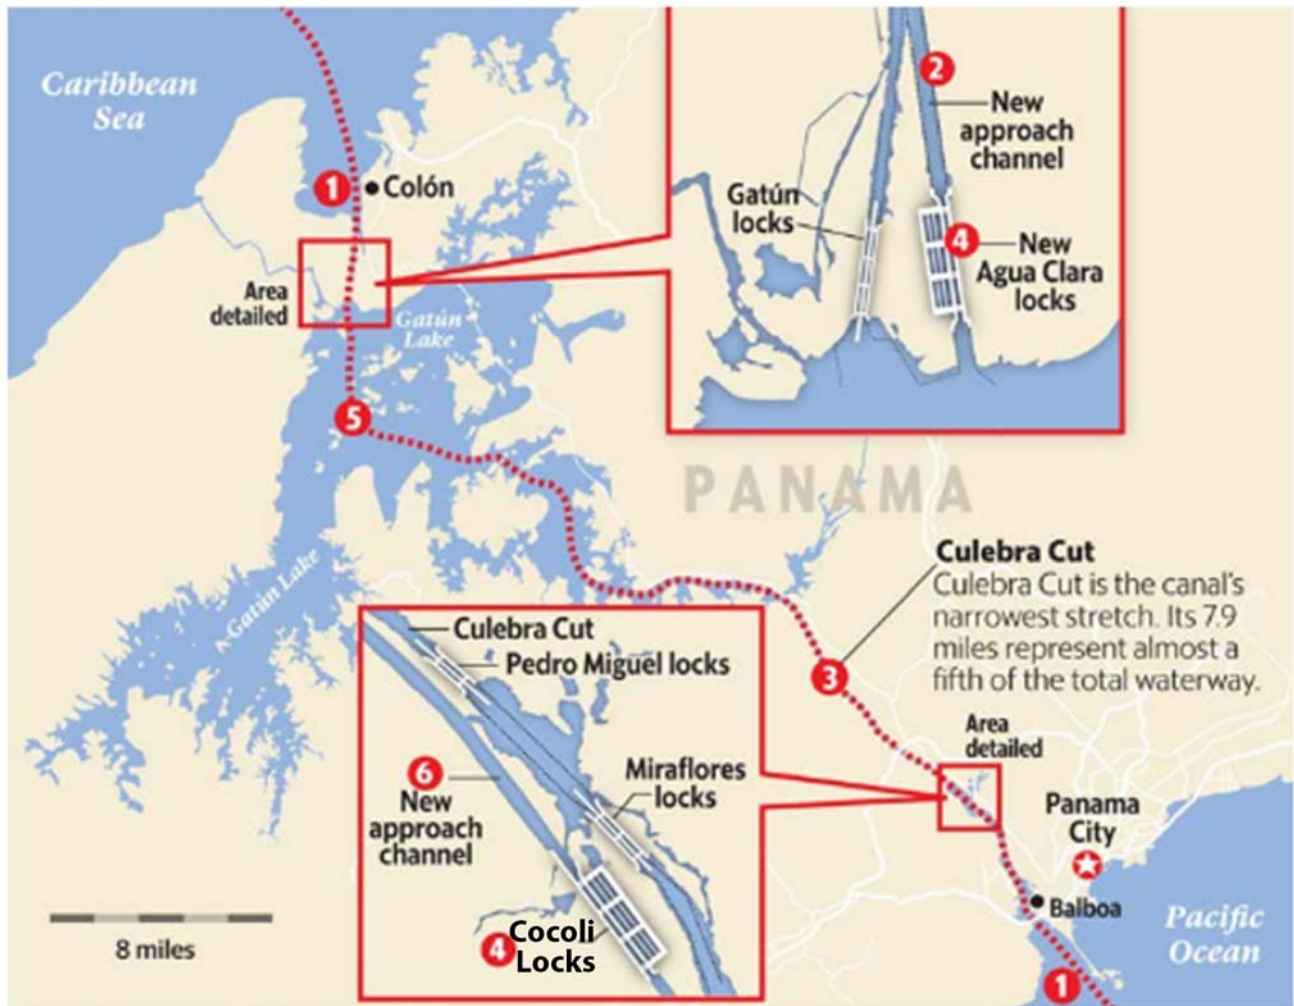 Caribbean
Sea
1
Colón
Area
detailed
Gatún
Lake
5
2
New
approach
channel
Gatún
locks
4
New
Agua Clara
locks
PANAMA
Gatún Lake
Culebra Cut
Culebra Cut is the canal's
narrowest stretch. Its 7.9
miles represent almost a
fifth of the total waterway.
3
Culebra Cut
Pedro Miguel locks
6
New
approach
channel
Miraflores
locks
4
Cocoli
Locks
Area
detailed
Panama
City
Balboa
Pacific
Ocean
1
8 miles